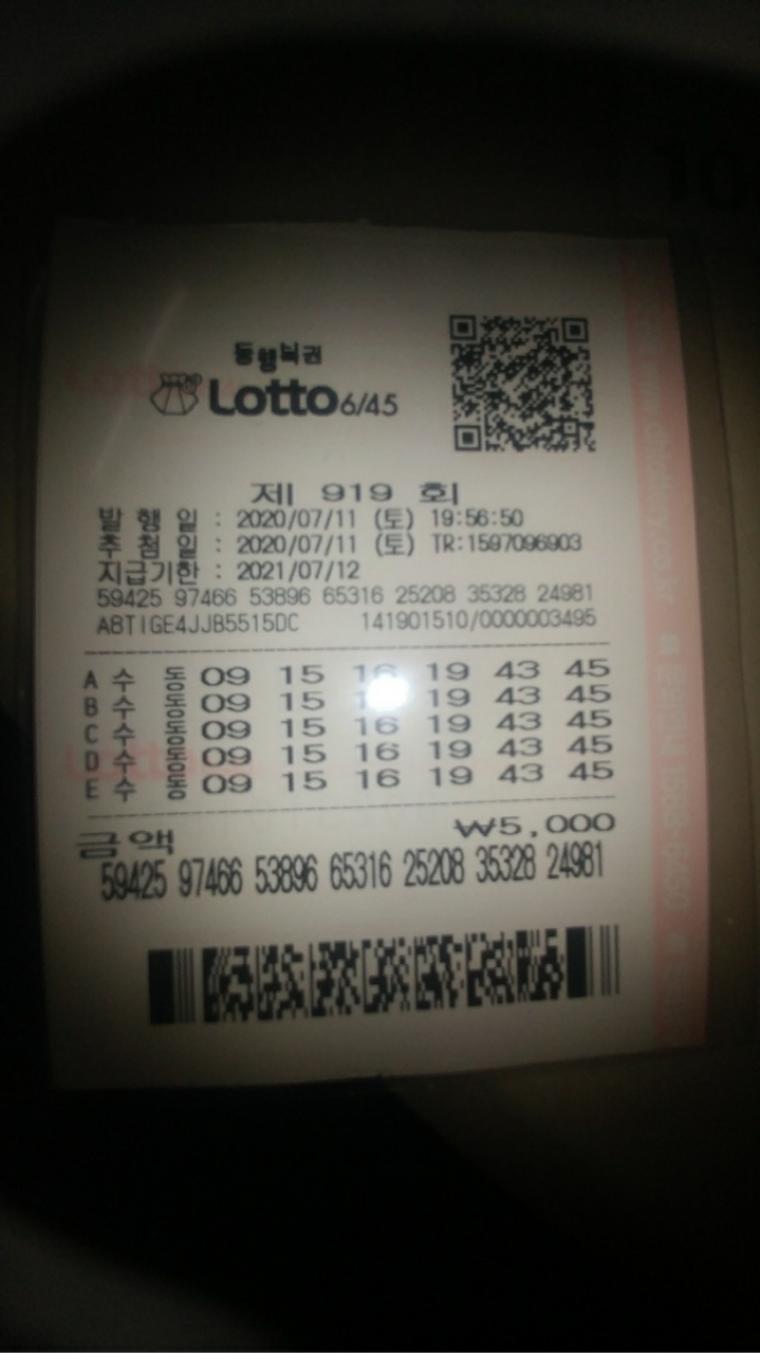 동행복권
Lotto 6/45
제 919 회
발 행 일 : 2020/07/11 (토) 19:56:50
추 첨 일 : 2020/07/11 (토) TR:1597096903
지급기한 : 2021/07/12
59425 97466 53896 65316 25208 35328 24981
A8TIGE4JJB5515DC 141901510/0000003495
A 수 동 09 15 16 19 43 45
B 수 동 09 15 19 43 45
C 수 동 09 15 16 19 43 45
D 수 동 09 15 16 19 43 45
E 수 동 09 15 16 19 43 45
금액 ₩5,000
59425 97466 53896 65316 25208 35328 24981